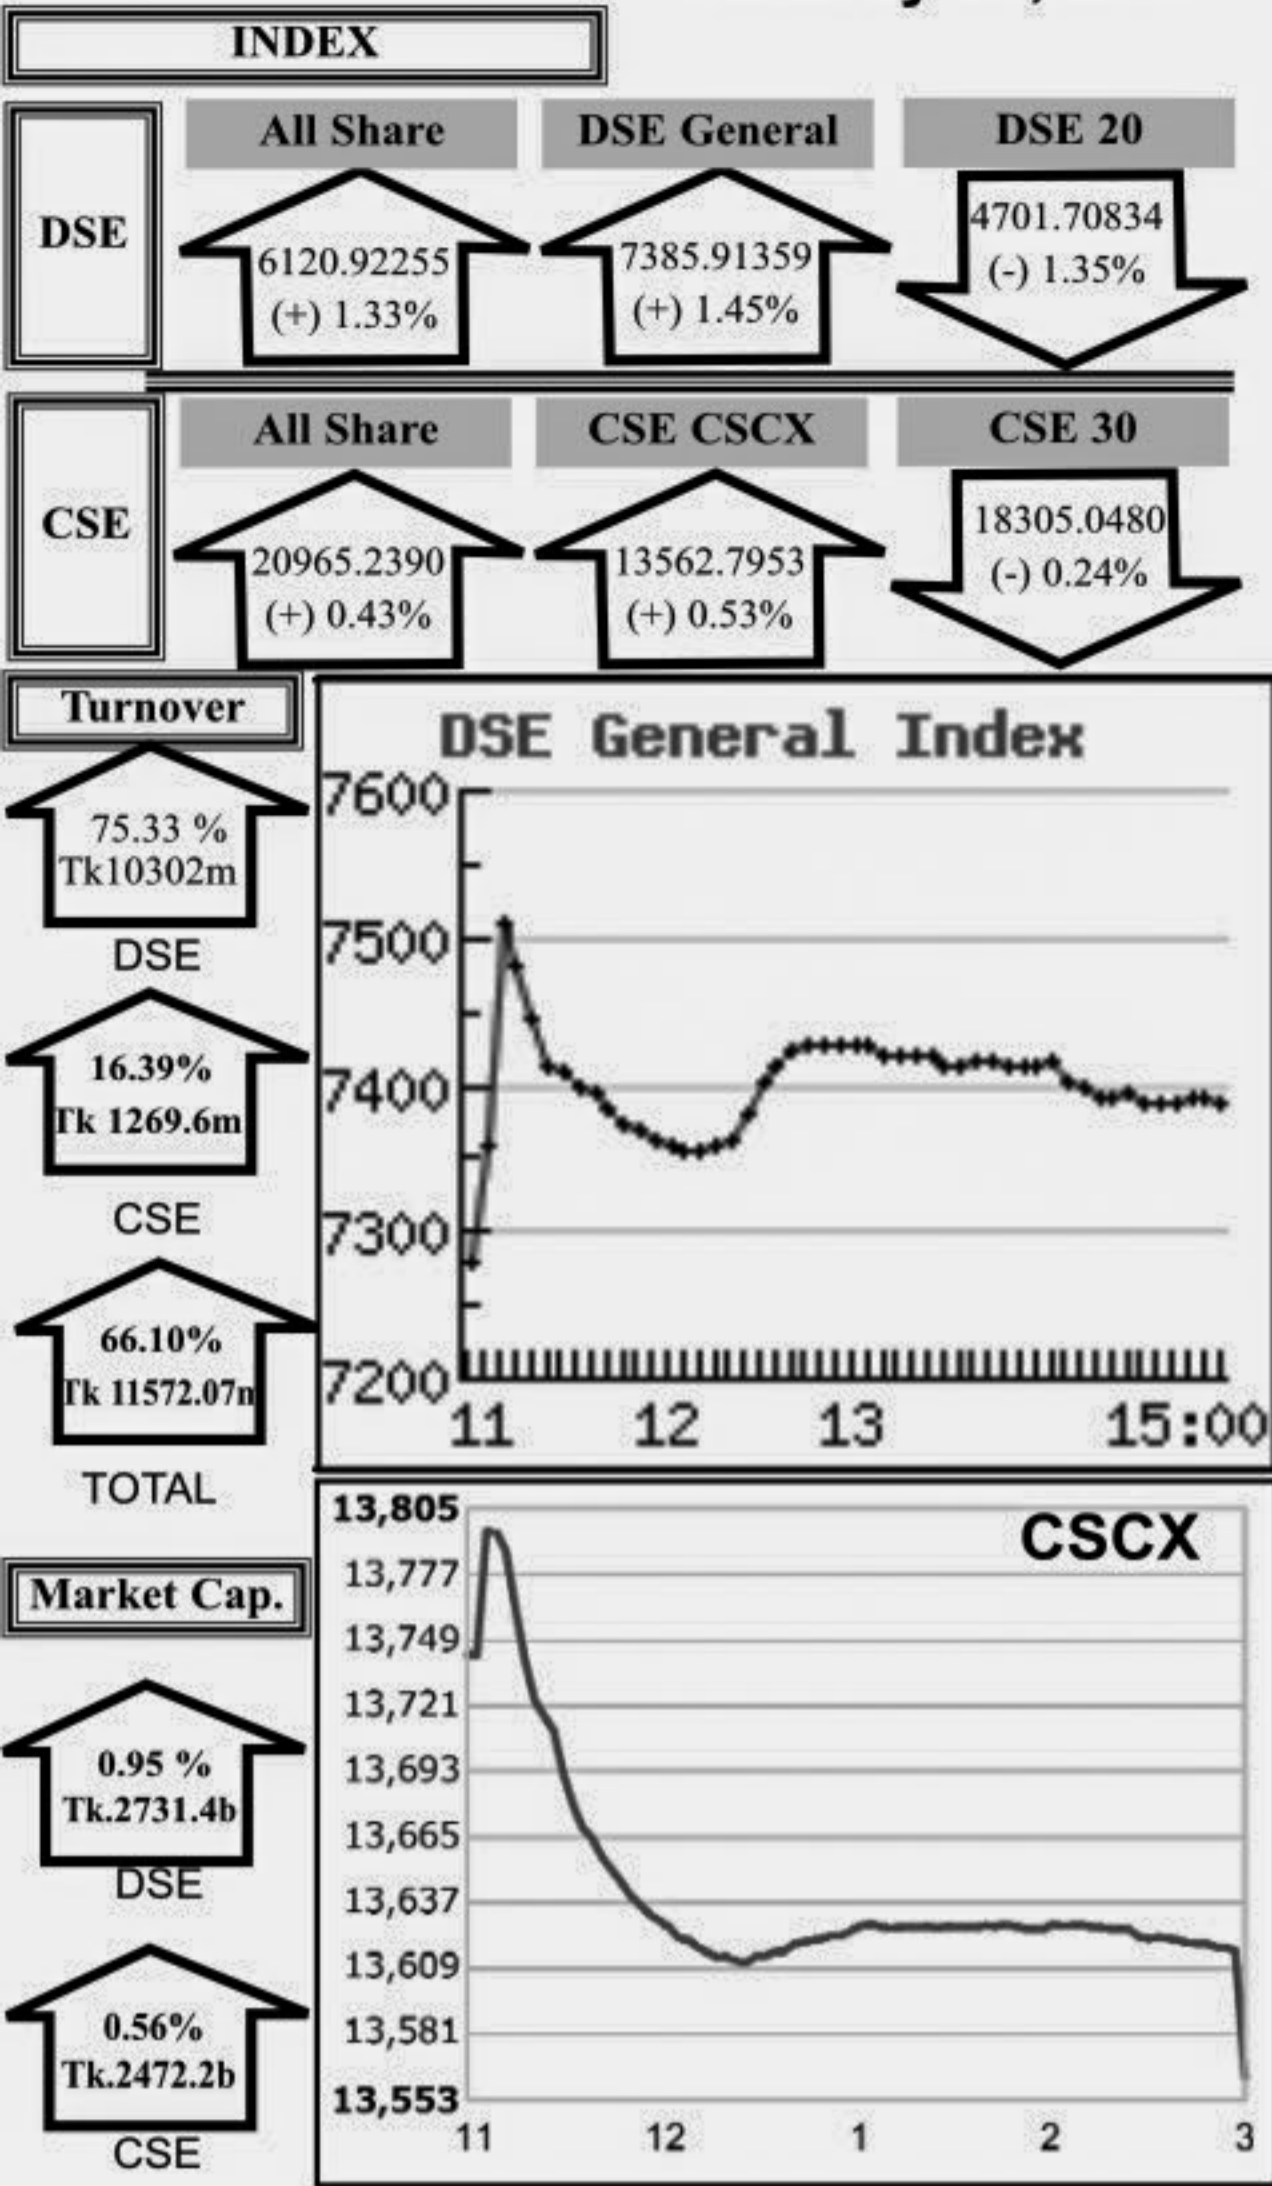 INDEX
DSE
All Share
6120.92255
(+) 1.33%
DSE General
7385.91359
(+) 1.45%
DSE 20
4701.70834
(-) 1.35%
CSE
All Share
20965.2390
(+) 0.43%
CSE CSCX
13562.7953
(+) 0.53%
CSE 30
18305.0480
(-) 0.24%
Turnover
75.33 %
Tk10302m
DSE
16.39%
Tk 1269.6m
CSE
66.10%
Tk 11572.07m
TOTAL
DSE General Index
7600
7500
7400
7300
7200
11 12 13 15:00
Market Cap.
0.95 %
Tk.2731.4b
DSE
0.56%
Tk.2472.2b
CSE
CSCX
13,805
13,777
13,749
13,721
13,693
13,665
13,637
13,609
13,581
13,553
11 12 1 2 3